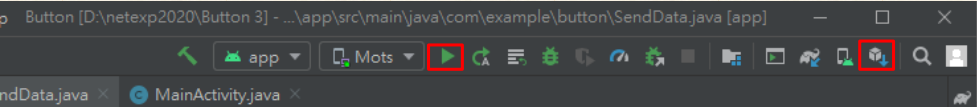 p Button [D:\netexp2020\Button 3] - ...\app\src\main\java\com\example\button\SendData.java [app]
app Mots
ndData.java MainActivity.java